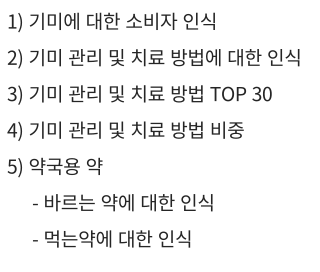 1) 기미에 대한 소비자 인식
2) 기미 관리 및 치료 방법에 대한 인식
3) 기미 관리 및 치료 방법 TOP 30
4) 기미 관리 및 치료 방법 비중
5) 약국용 약
- 바르는 약에 대한 인식
- 먹는약에 대한 인식